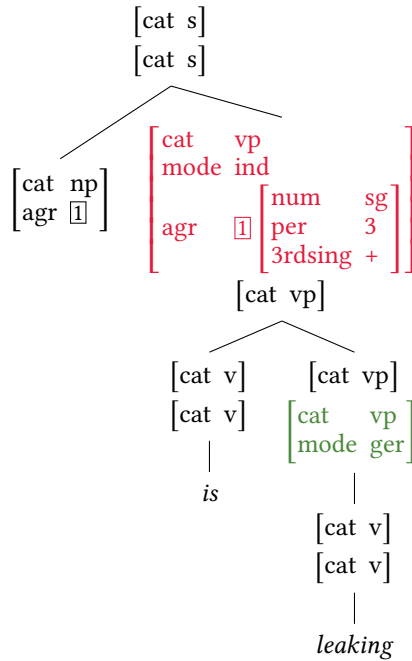 [cat s]
[cat s]
[cat np
agr 1]
[cat vp
mode ind
agr 1 [num sg
per 3
3rdsing +]]
[cat vp]
[cat v]
[cat v]
is
[cat vp]
[cat vp
mode ger]
[cat v]
[cat v]
leaking